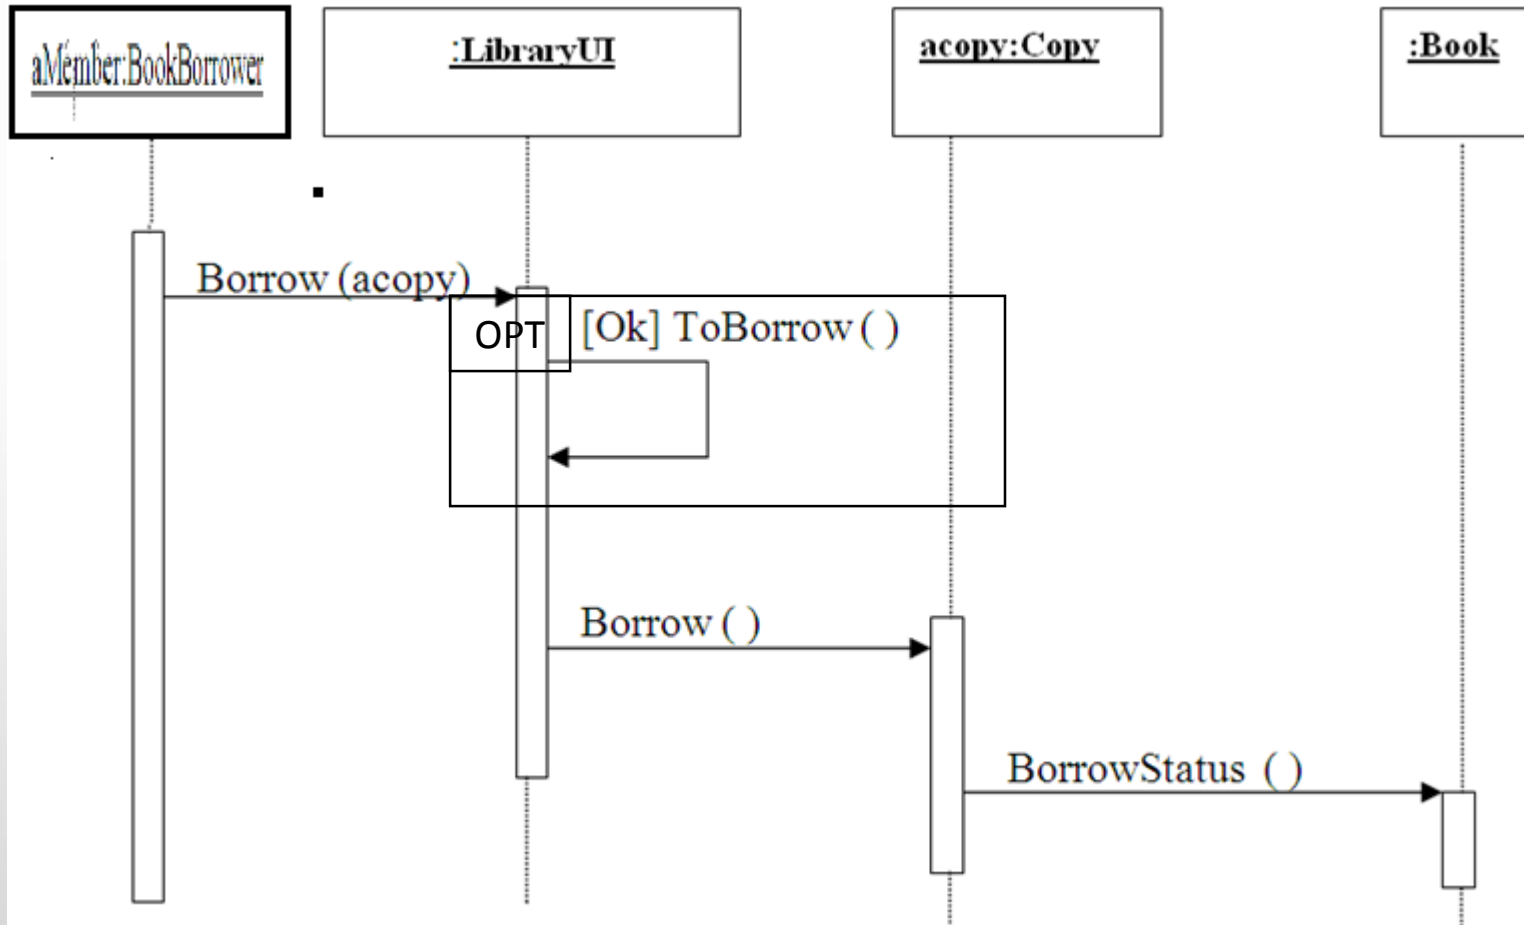 aMember:BookBorrower
:LibraryUI
acopy:Copy
:Book
Borrow (acopy)
OPT
[Ok] ToBorrow ( )
Borrow ( )
BorrowStatus ( )